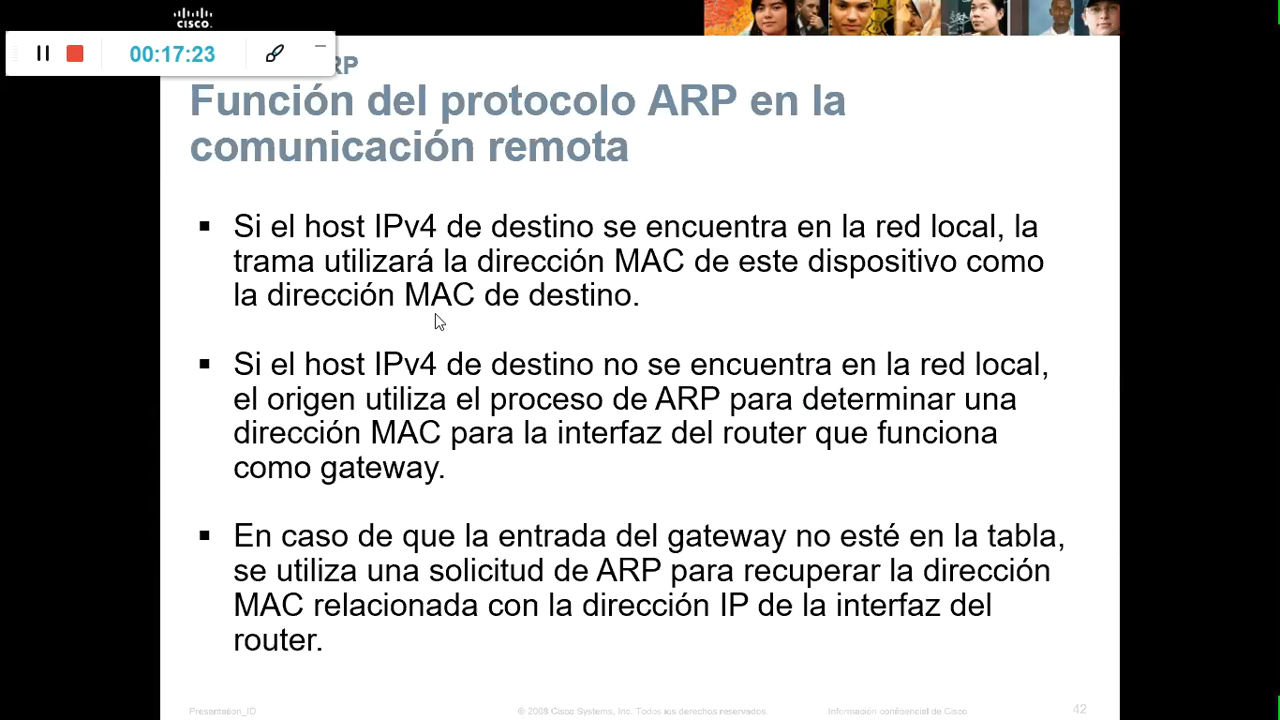 CISCO.
00:17:23
RP
Función del protocolo ARP en la
comunicación remota
▪ Si el host IPv4 de destino se encuentra en la red local, la
trama utilizará la dirección MAC de este dispositivo como
la dirección MAC de destino.
▪ Si el host IPv4 de destino no se encuentra en la red local,
el origen utiliza el proceso de ARP para determinar una
dirección MAC para la interfaz del router que funciona
como gateway.
▪ En caso de que la entrada del gateway no esté en la tabla,
se utiliza una solicitud de ARP para recuperar la dirección
MAC relacionada con la dirección IP de la interfaz del
router.
Presentation_ID © 2008 Cisco Systems, Inc. Todos los derechos reservados. Información confidencial de Cisco 42